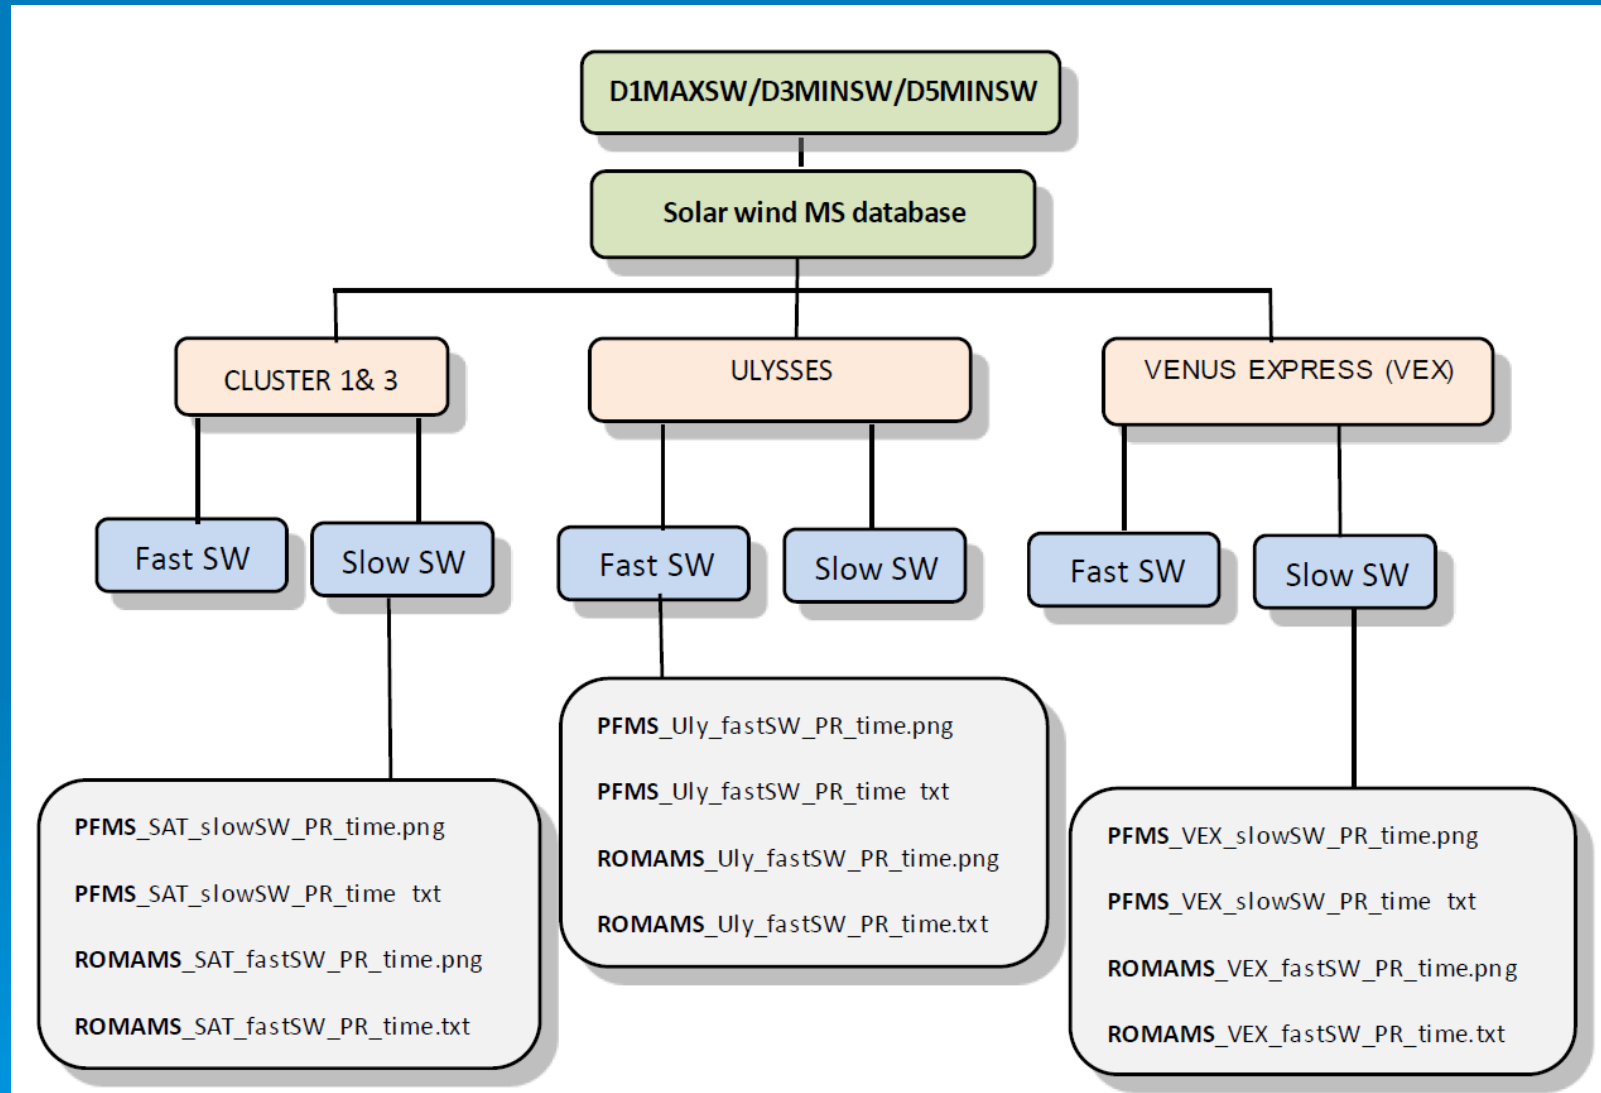 D1MAXSW/D3MINSW/D5MINSW
Solar wind MS database
CLUSTER 1& 3
ULYSSES
VENUS EXPRESS (VEX)
Fast SW
Slow SW
Fast SW
Slow SW
Fast SW
Slow SW
PFMS_SAT_slowSW_PR_time.png
PFMS_SAT_slowSW_PR_time txt
ROMAMS_SAT_fastSW_PR_time.png
ROMAMS_SAT_fastSW_PR_time.txt
PFMS_Uly_fastSW_PR_time.png
PFMS_Uly_fastSW_PR_time txt
ROMAMS_Uly_fastSW_PR_time.png
ROMAMS_Uly_fastSW_PR_time.txt
PFMS_VEX_slowSW_PR_time.png
PFMS_VEX_slowSW_PR_time txt
ROMAMS_VEX_fastSW_PR_time.png
ROMAMS_VEX_fastSW_PR_time.txt